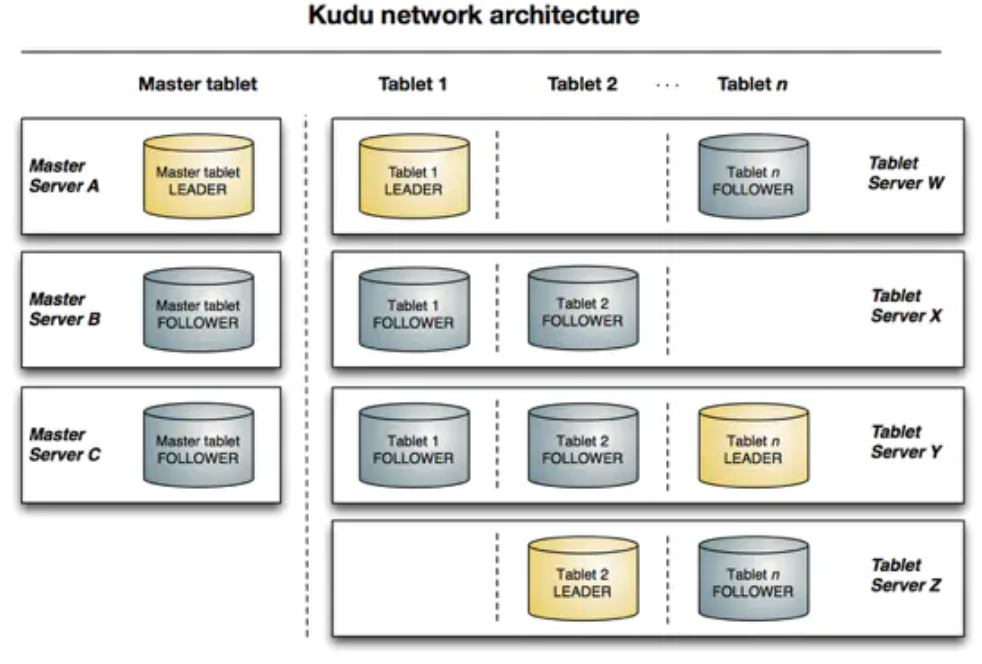 Kudu network architecture
Master tablet
Tablet 1
Tablet 2
...
Tablet n
Master
Server A
Master tablet
LEADER
Tablet 1
LEADER
Tablet n
FOLLOWER
Tablet
Server W
Master
Server B
Master tablet
FOLLOWER
Tablet 1
FOLLOWER
Tablet 2
FOLLOWER
Tablet
Server X
Master
Server C
Master tablet
FOLLOWER
Tablet 1
FOLLOWER
Tablet 2
FOLLOWER
Tablet n
LEADER
Tablet
Server Y
Tablet 2
LEADER
Tablet n
FOLLOWER
Tablet
Server Z